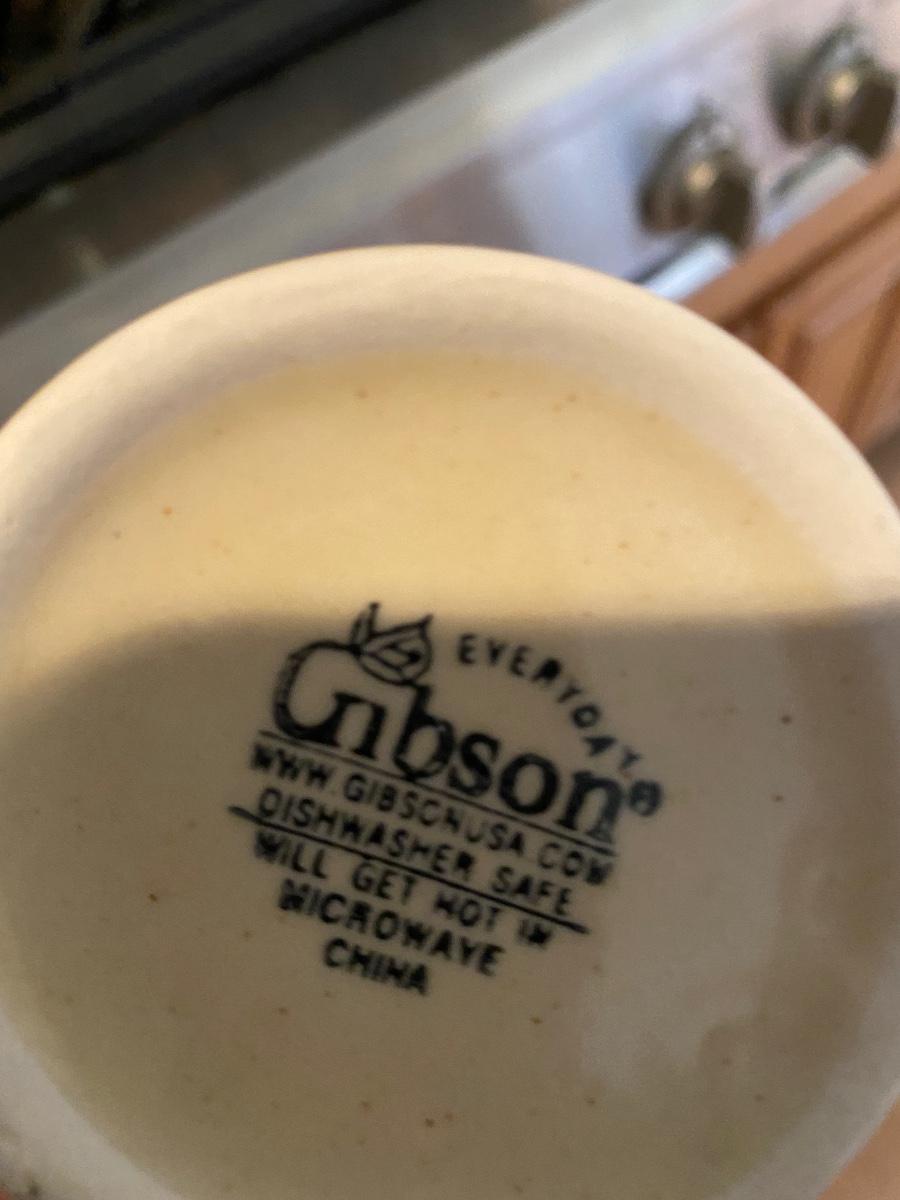 EVERYDAY
Gibson®
WWW.GIBSONUSA.COM
DISHWASHER SAFE
WILL GET HOT IN
MICROWAVE
CHINA